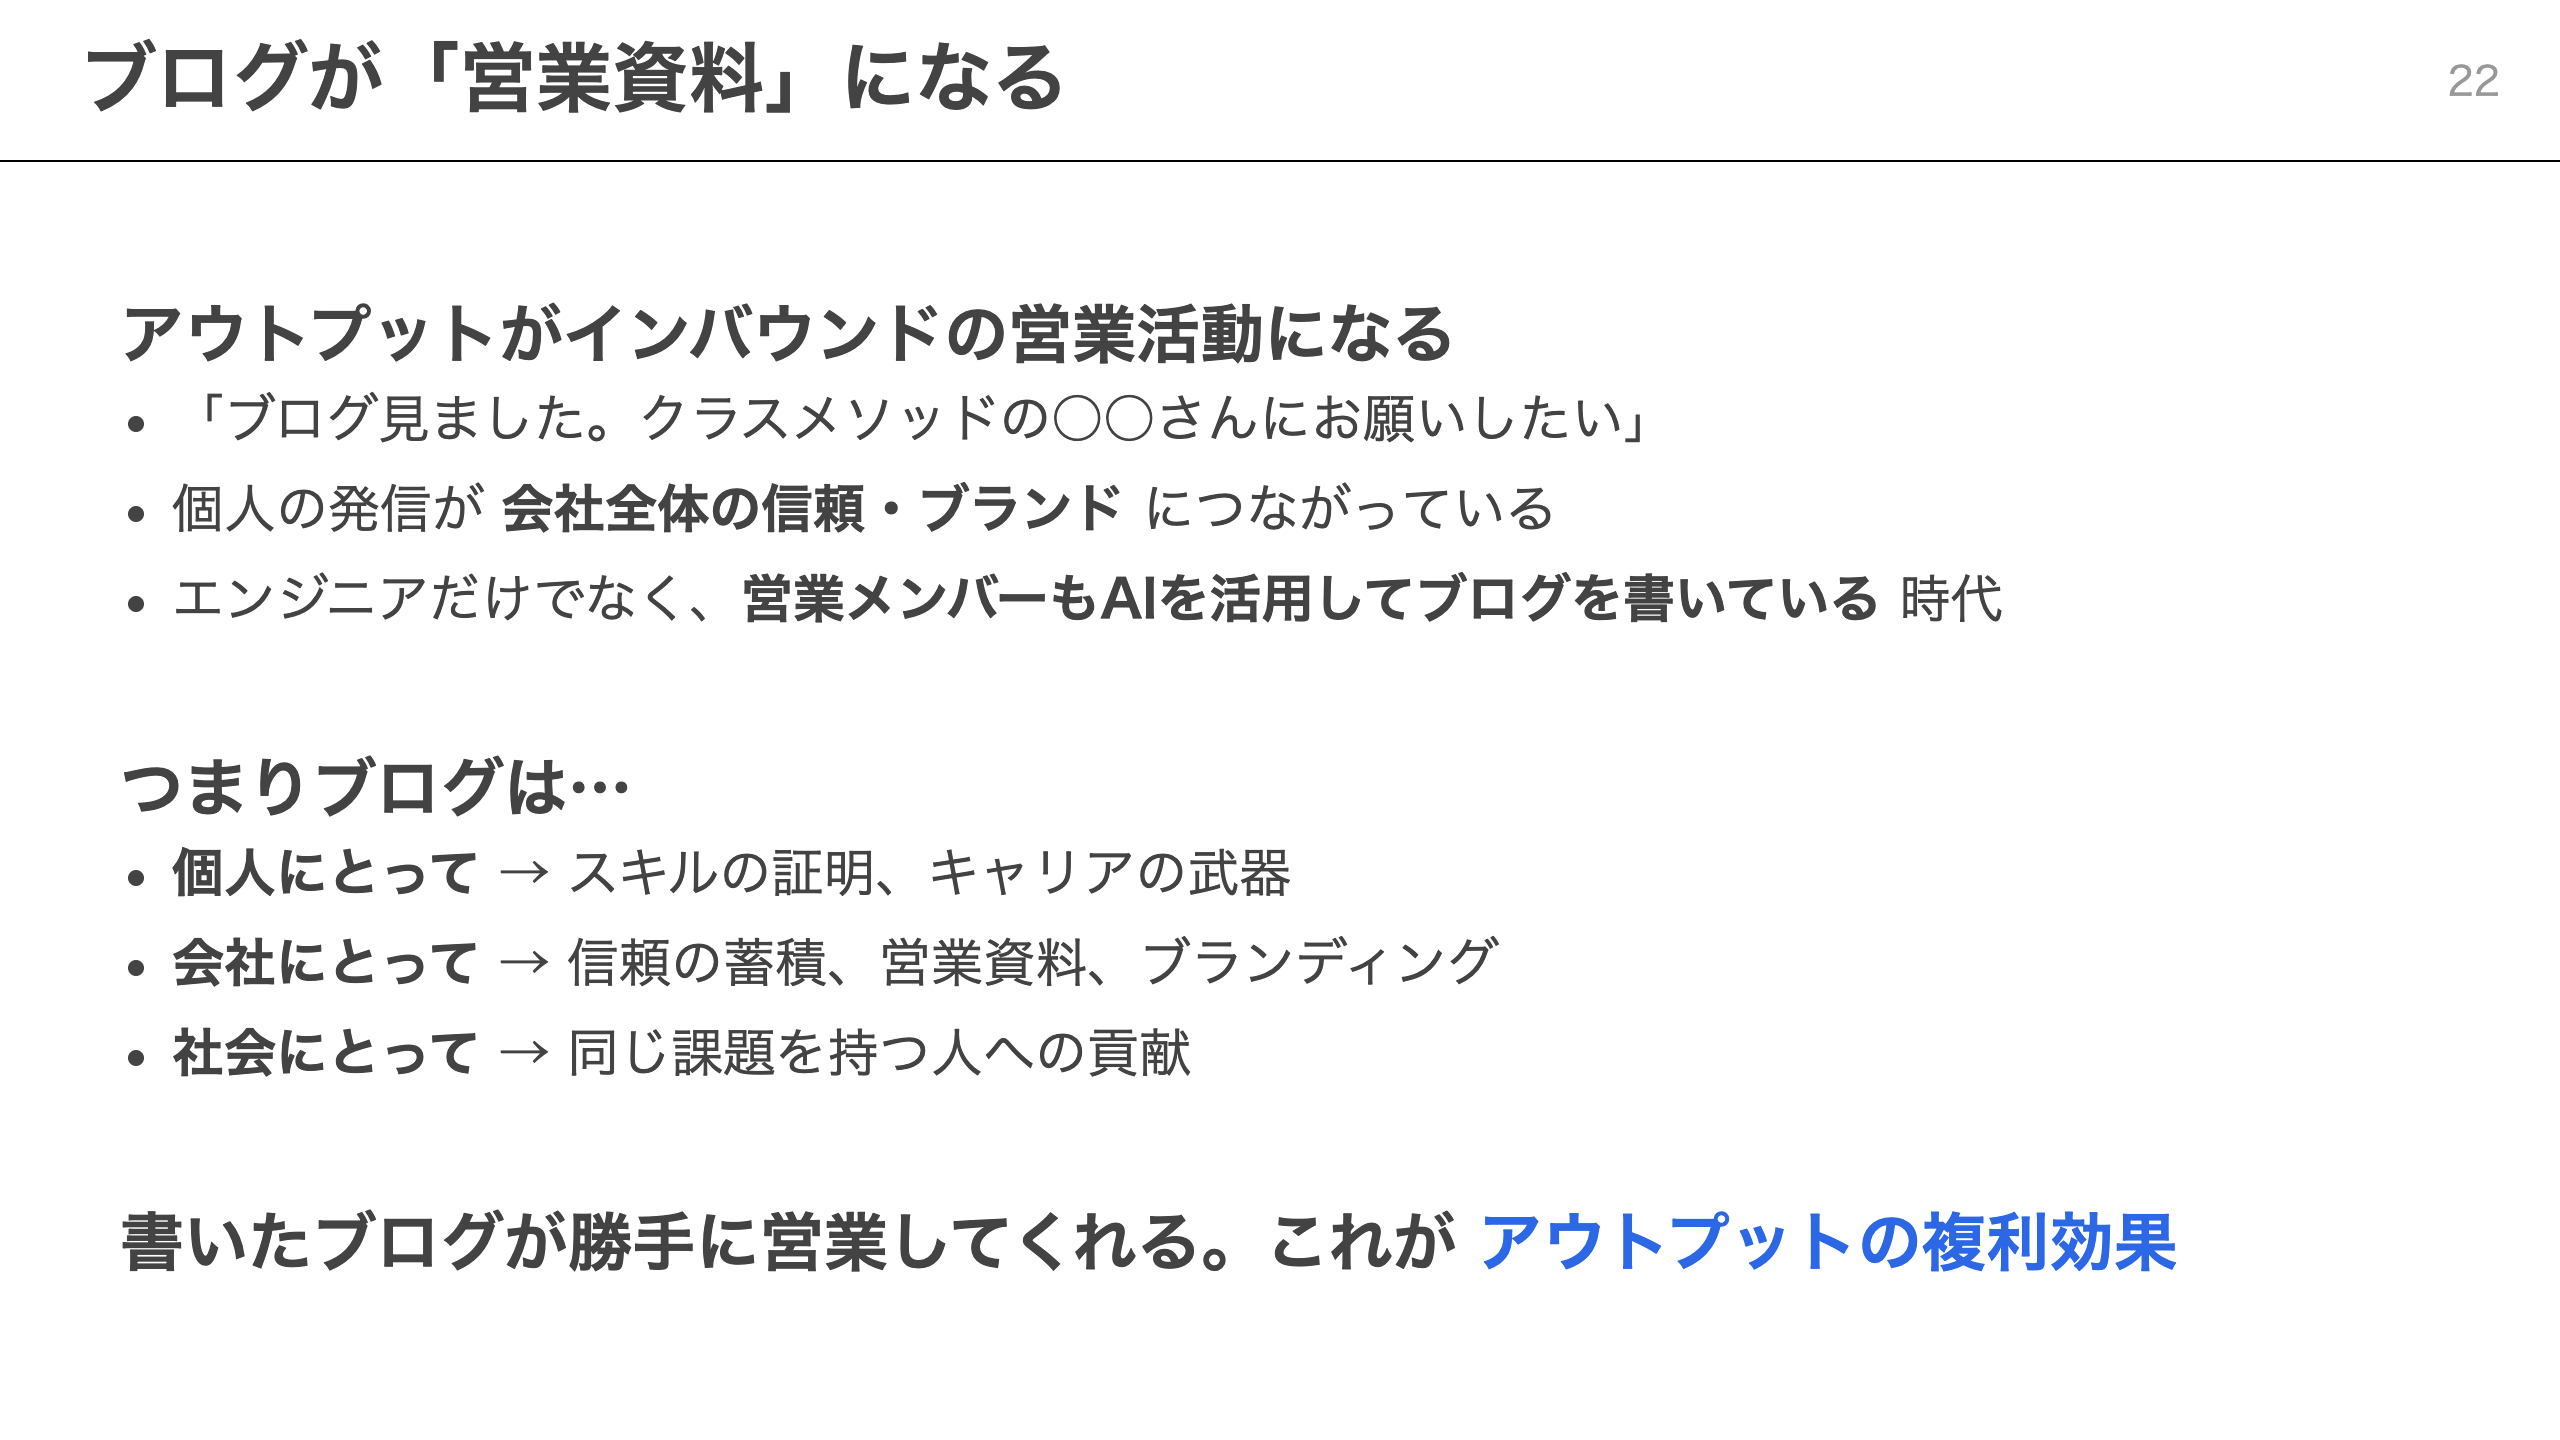 ブログが「営業資料」になる
22
アウトプットがインバウンドの営業活動になる
• 「ブログ見ました。クラスメソッドの○○さんにお願いしたい」
• 個人の発信が 会社全体の信頼・ブランド につながっている
• エンジニアだけでなく、営業メンバーもAIを活用してブログを書いている 時代
つまりブログは…
• 個人にとって → スキルの証明、キャリアの武器
• 会社にとって → 信頼の蓄積、営業資料、ブランディング
• 社会にとって → 同じ課題を持つ人への貢献
書いたブログが勝手に営業してくれる。これが アウトプットの複利効果